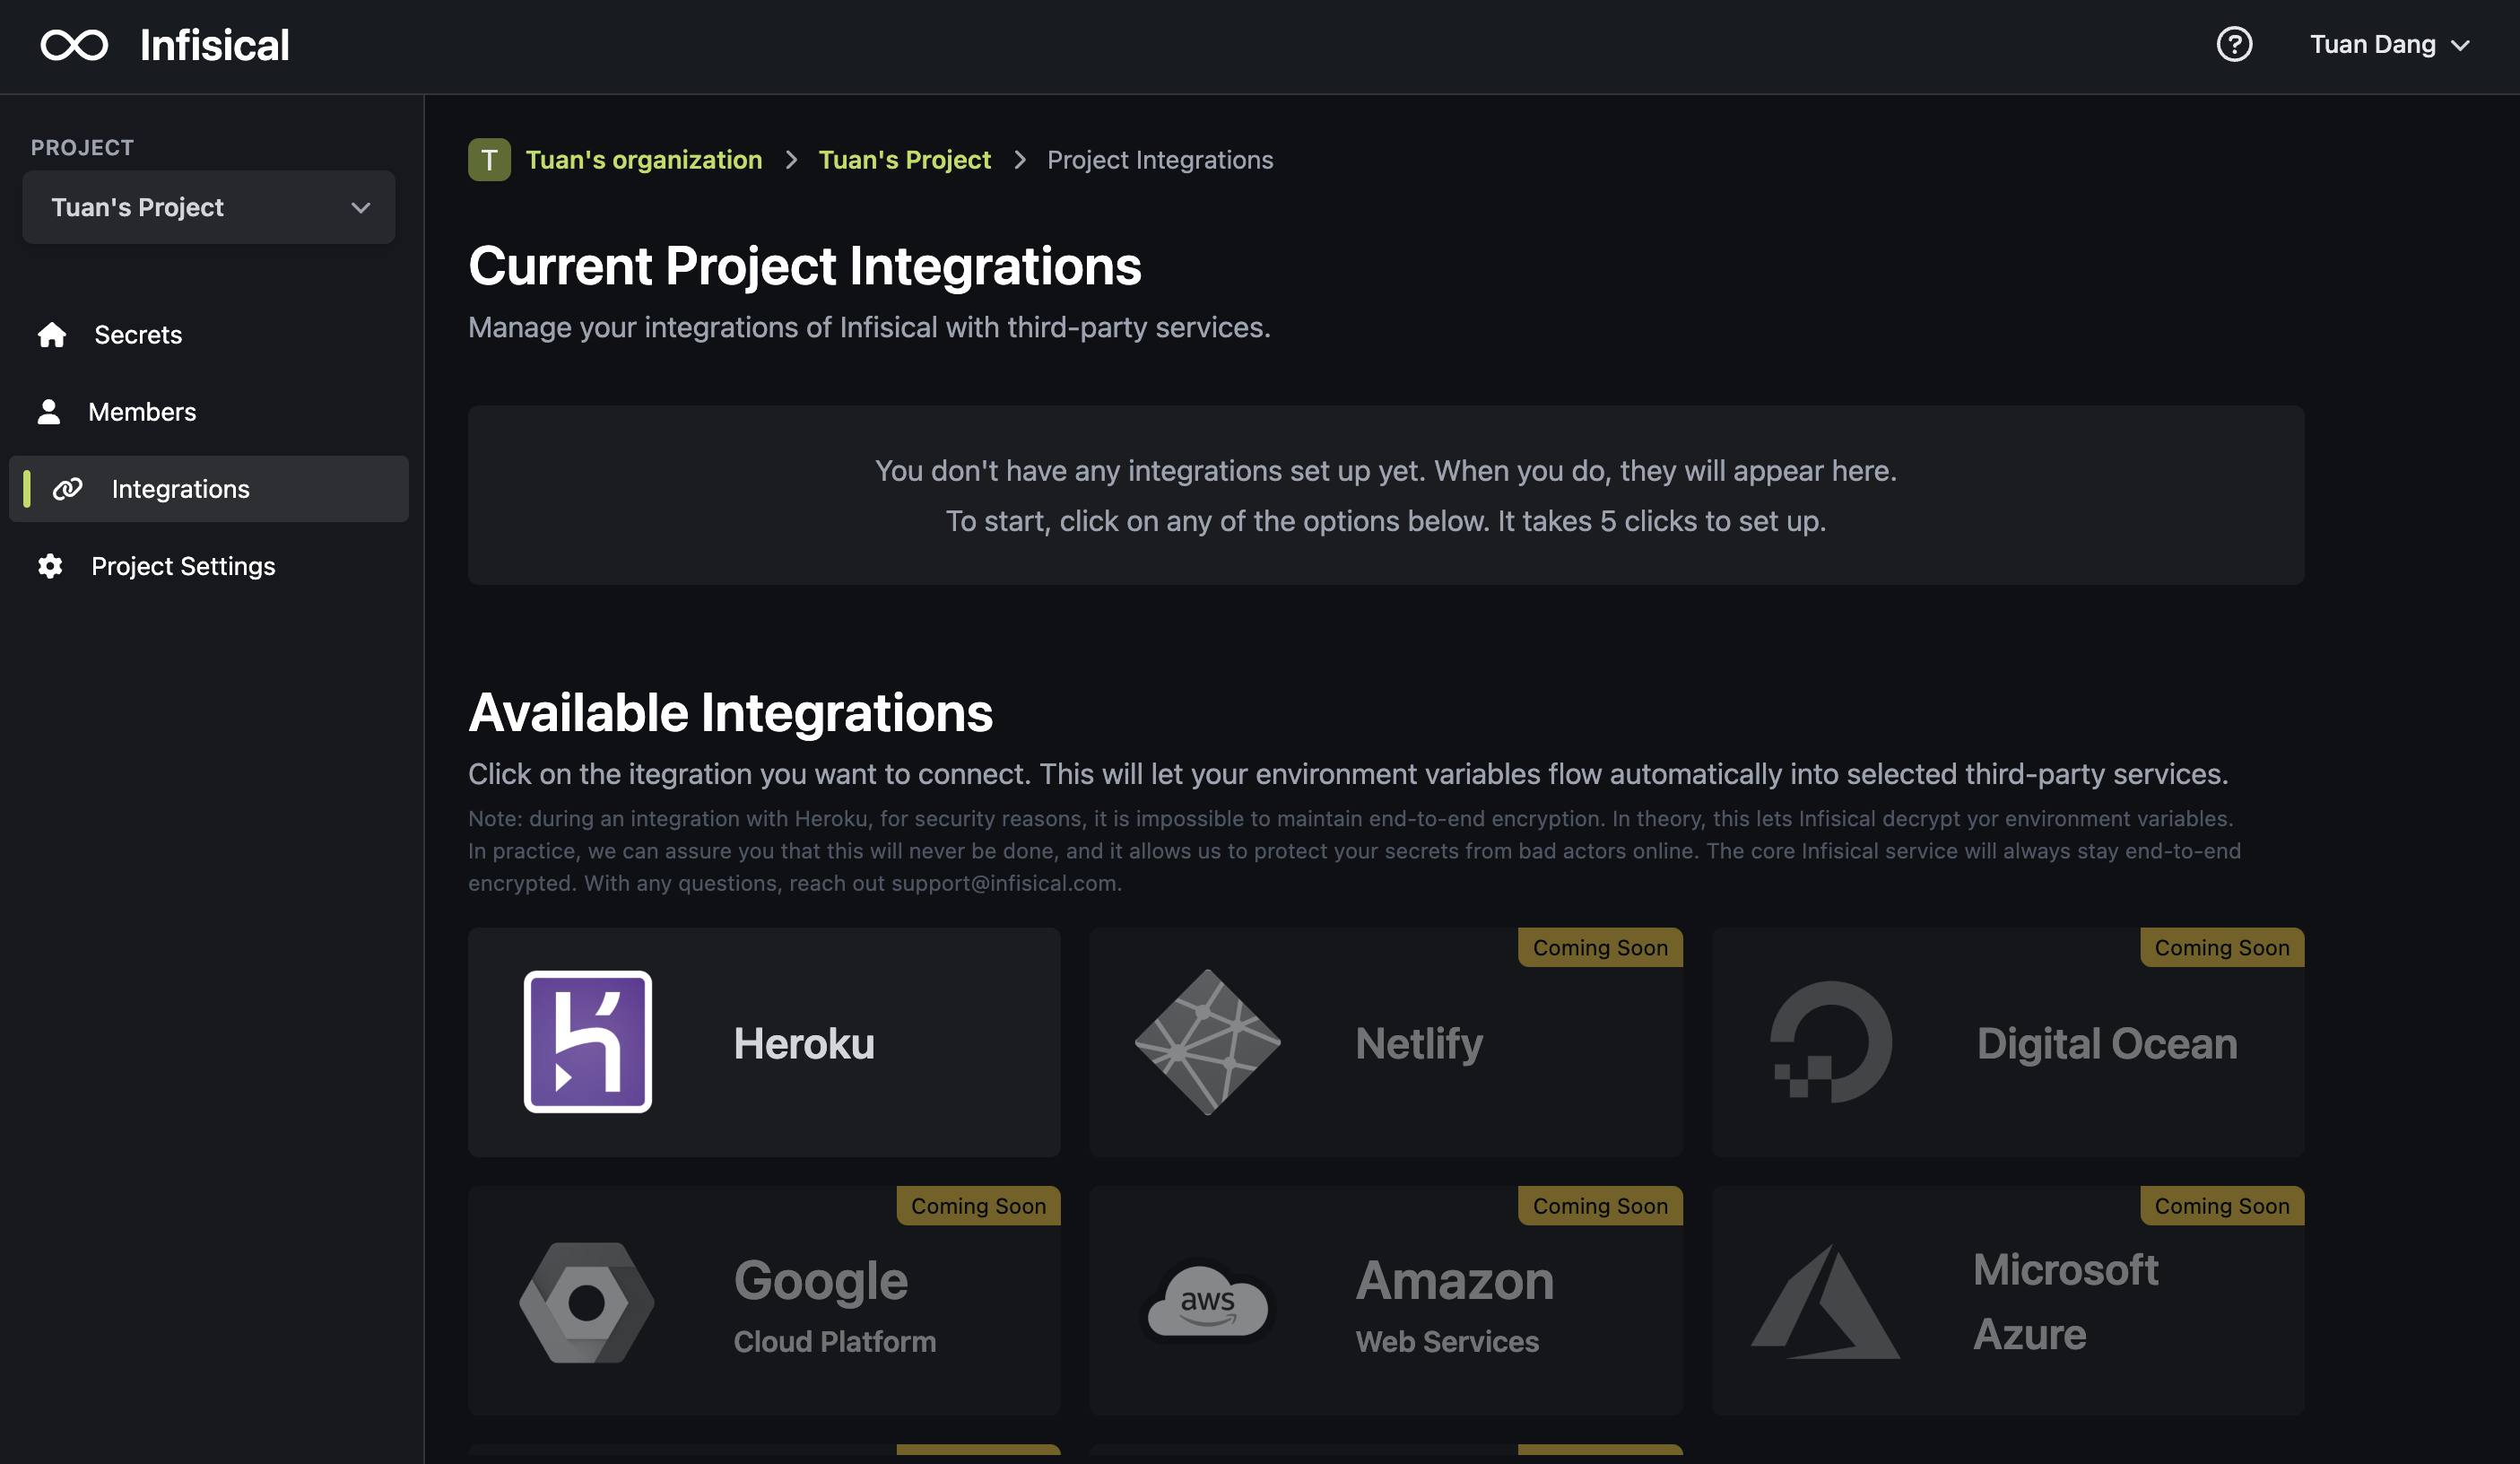 Infisical
Tuan Dang
PROJECT
Tuan's Project
Secrets
Members
Integrations
Project Settings
T Tuan's organization > Tuan's Project > Project Integrations
Current Project Integrations
Manage your integrations of Infisical with third-party services.
You don't have any integrations set up yet. When you do, they will appear here.
To start, click on any of the options below. It takes 5 clicks to set up.
Available Integrations
Click on the itegration you want to connect. This will let your environment variables flow automatically into selected third-party services.
Note: during an integration with Heroku, for security reasons, it is impossible to maintain end-to-end encryption. In theory, this lets Infisical decrypt yor environment variables.
In practice, we can assure you that this will never be done, and it allows us to protect your secrets from bad actors online. The core Infisical service will always stay end-to-end
encrypted. With any questions, reach out support@infisical.com.
Heroku
Coming Soon
Netlify
Coming Soon
Digital Ocean
Coming Soon
Google
Cloud Platform
Coming Soon
aws
Amazon
Web Services
Coming Soon
Microsoft
Azure